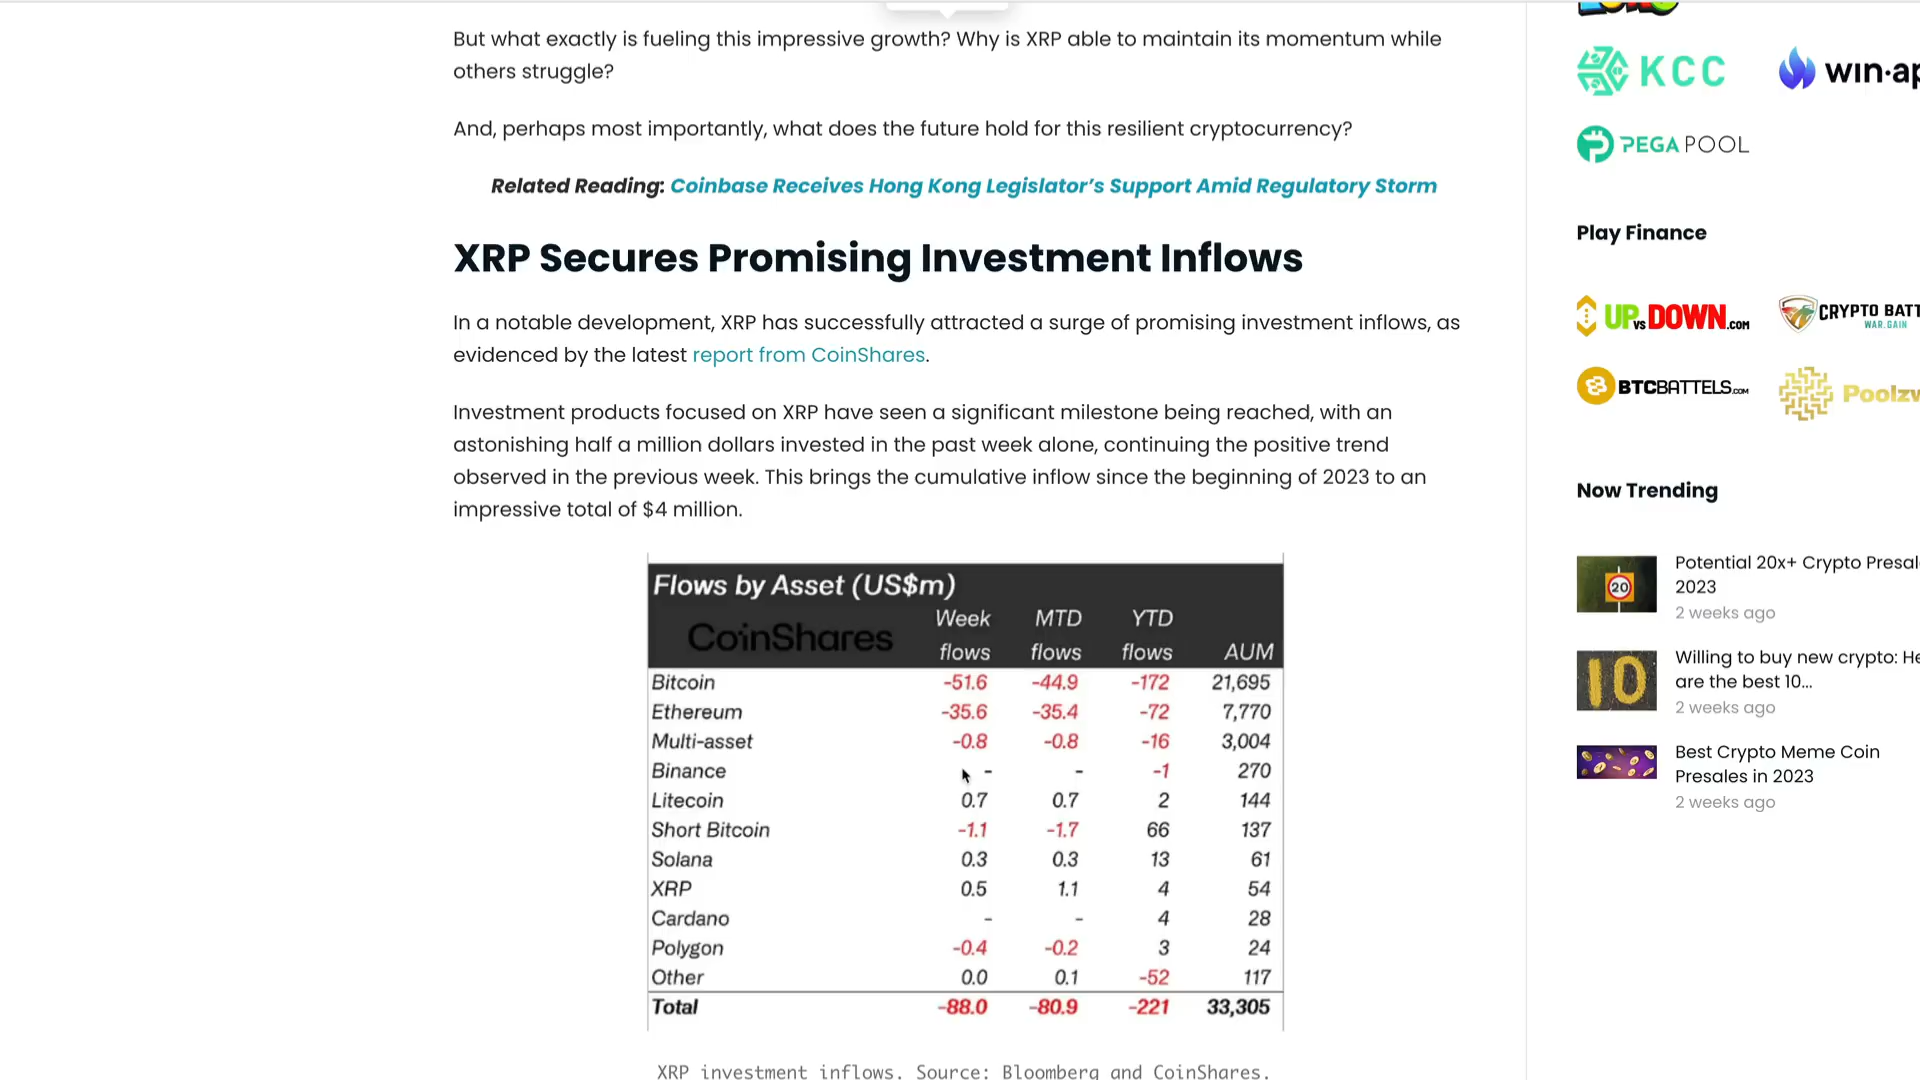 But what exactly is fueling this impressive growth? Why is XRP able to maintain its momentum while
others struggle?
And, perhaps most importantly, what does the future hold for this resilient cryptocurrency?
Related Reading: Coinbase Receives Hong Kong Legislator’s Support Amid Regulatory Storm
XRP Secures Promising Investment Inflows
In a notable development, XRP has successfully attracted a surge of promising investment inflows, as
evidenced by the latest report from CoinShares.
Investment products focused on XRP have seen a significant milestone being reached, with an
astonishing half a million dollars invested in the past week alone, continuing the positive trend
observed in the previous week. This brings the cumulative inflow since the beginning of 2023 to an
impressive total of $4 million.
Flows by Asset (US$m)
CoinShares
Week flows MTD flows YTD flows AUM
Bitcoin -51.6 -44.9 -172 21,695
Ethereum -35.6 -35.4 -72 7,770
Multi-asset -0.8 -0.8 -16 3,004
Binance - - -1 270
Litecoin 0.7 0.7 2 144
Short Bitcoin -1.1 -1.7 66 137
Solana 0.3 0.3 13 61
XRP 0.5 1.1 4 54
Cardano - - 4 28
Polygon -0.4 -0.2 3 24
Other 0.0 0.1 -52 117
Total -88.0 -80.9 -221 33,305
XRP investment inflows. Source: Bloomberg and CoinShares.
KCC
PEGA POOL
Play Finance
UP vs DOWN.COM
CRYPTO
WAR.GAIN
BTCBATTELS.COM
Now Trending
20
Potential 20x+ Crypto
2023
2 weeks ago
10
Willing to buy new crypto:
are the best 10...
2 weeks ago
Best Crypto Meme Coin
Presales in 2023
2 weeks ago